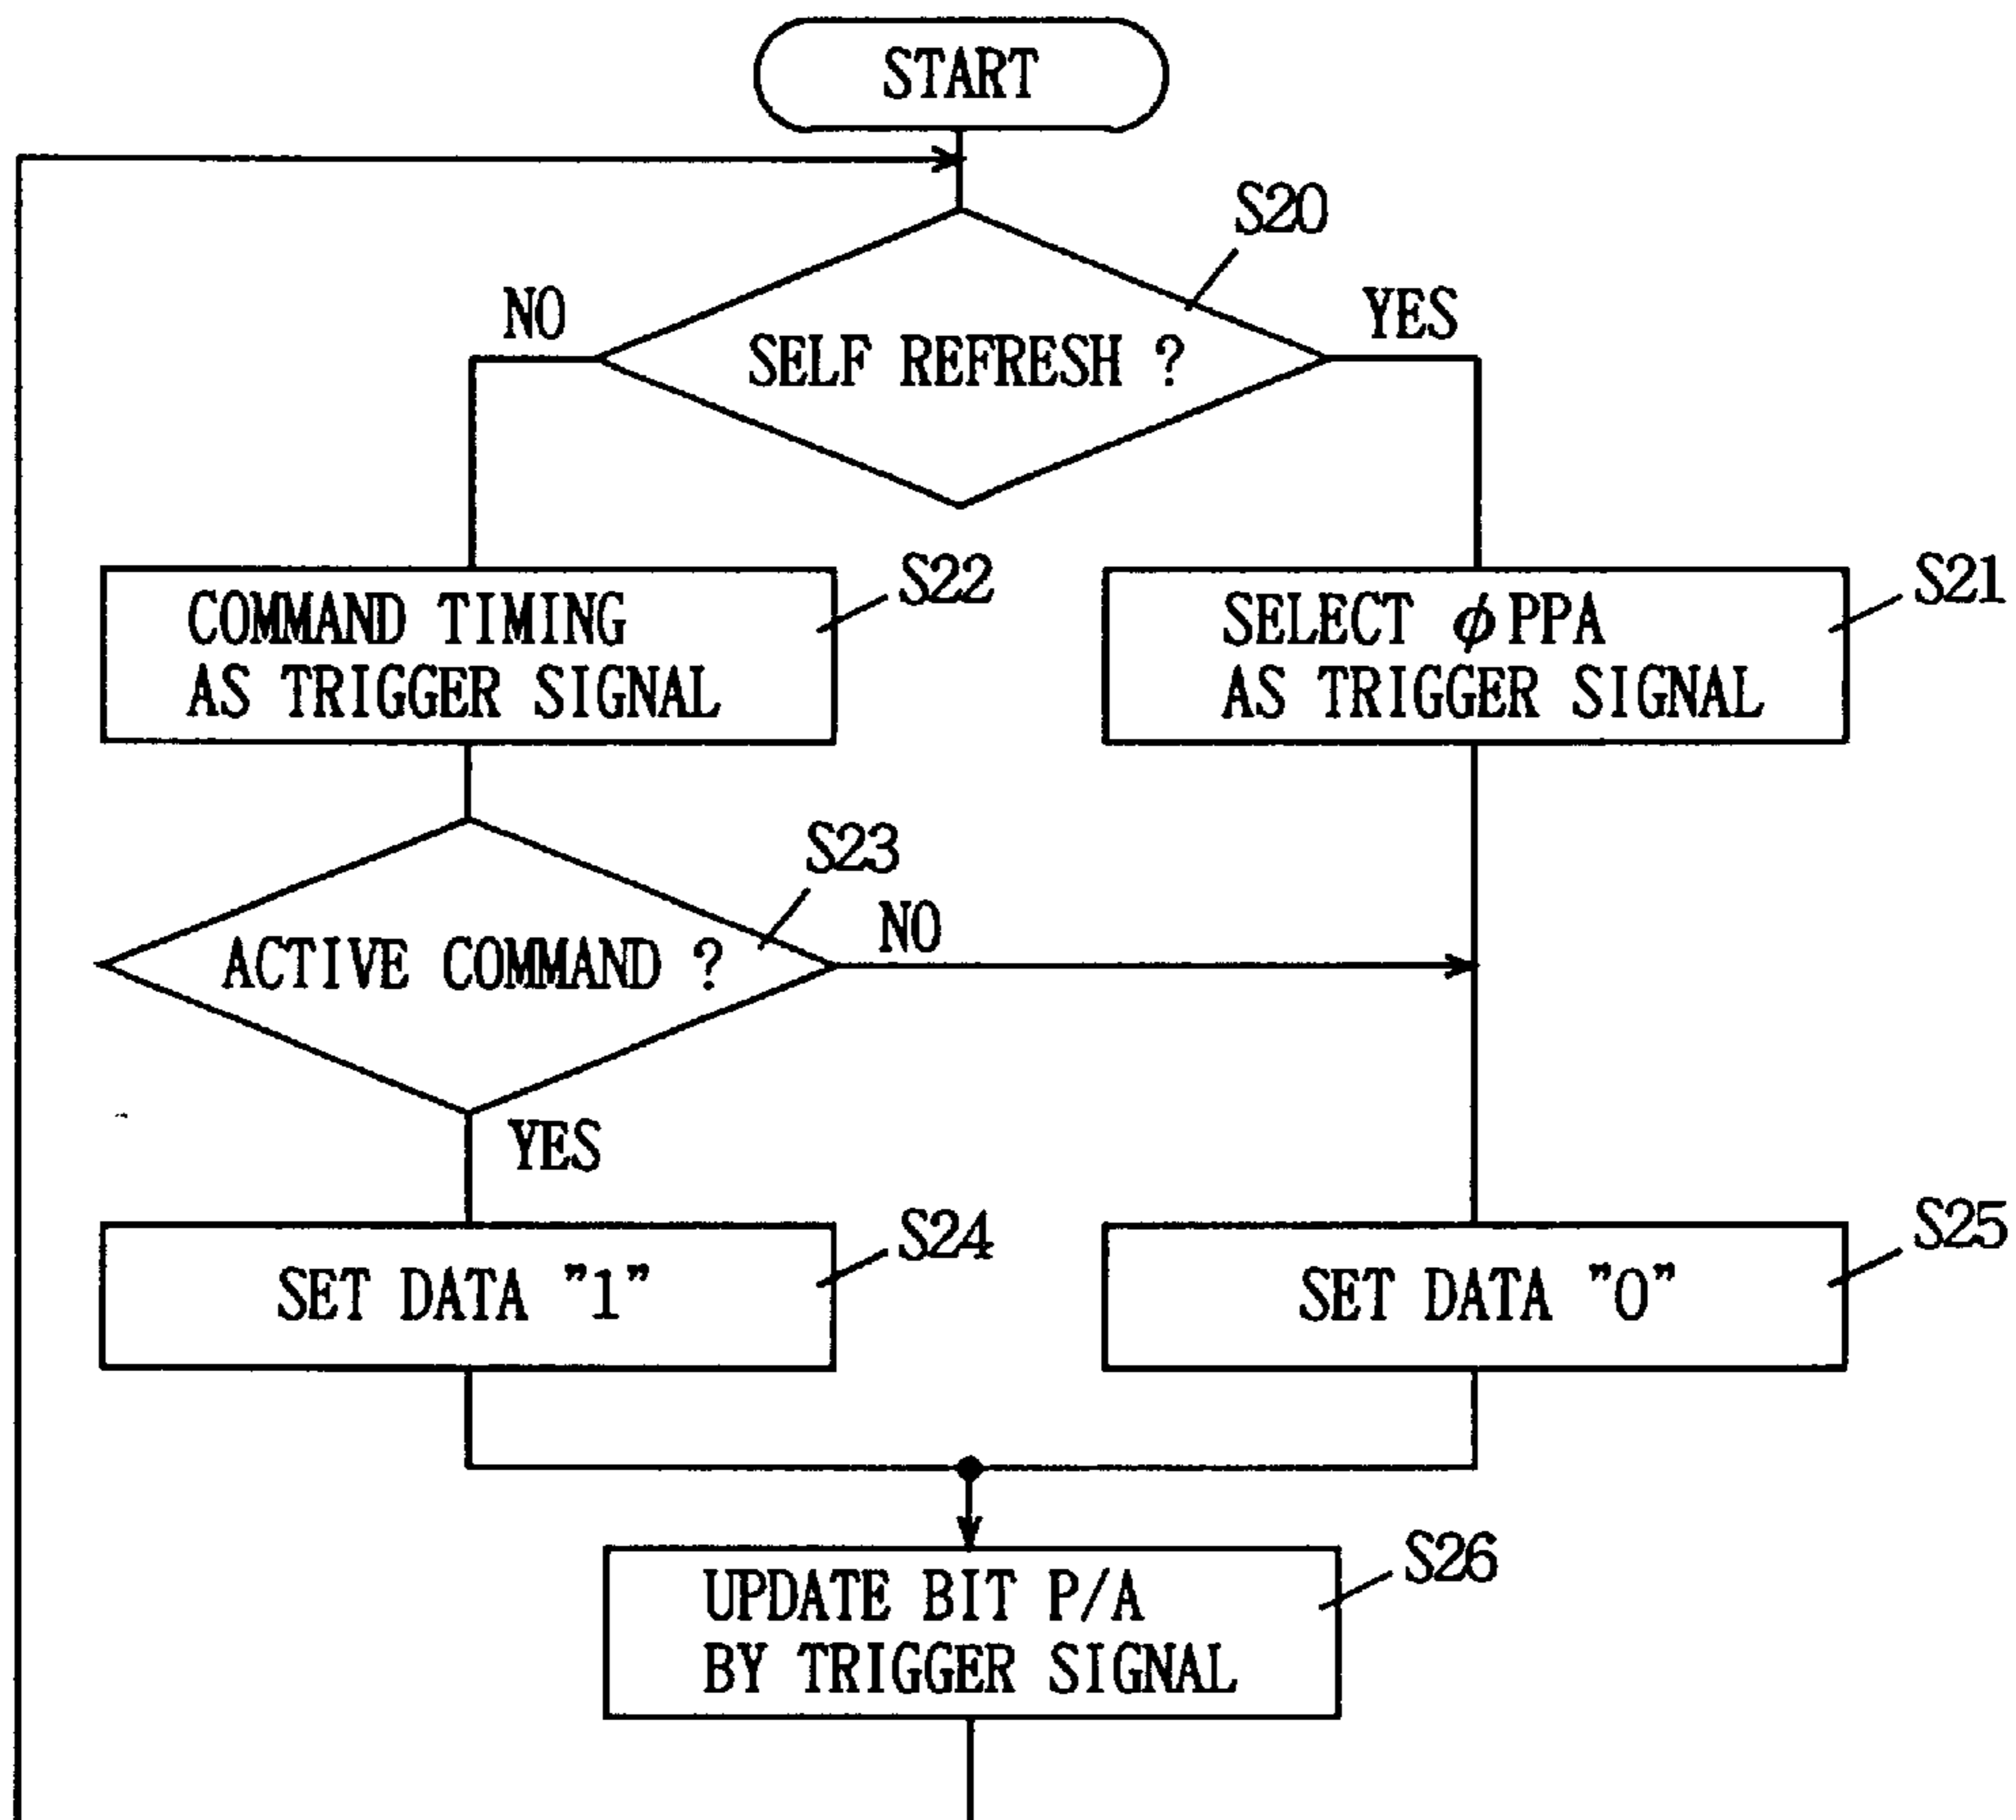 START
S20
NO
YES
SELF REFRESH ?
S22
COMMAND TIMING
AS TRIGGER SIGNAL
S21
SELECT ϕ PPA
AS TRIGGER SIGNAL
S23
NO
ACTIVE COMMAND ?
YES
S24
SET DATA "1"
S25
SET DATA "0"
S26
UPDATE BIT P/A
BY TRIGGER SIGNAL